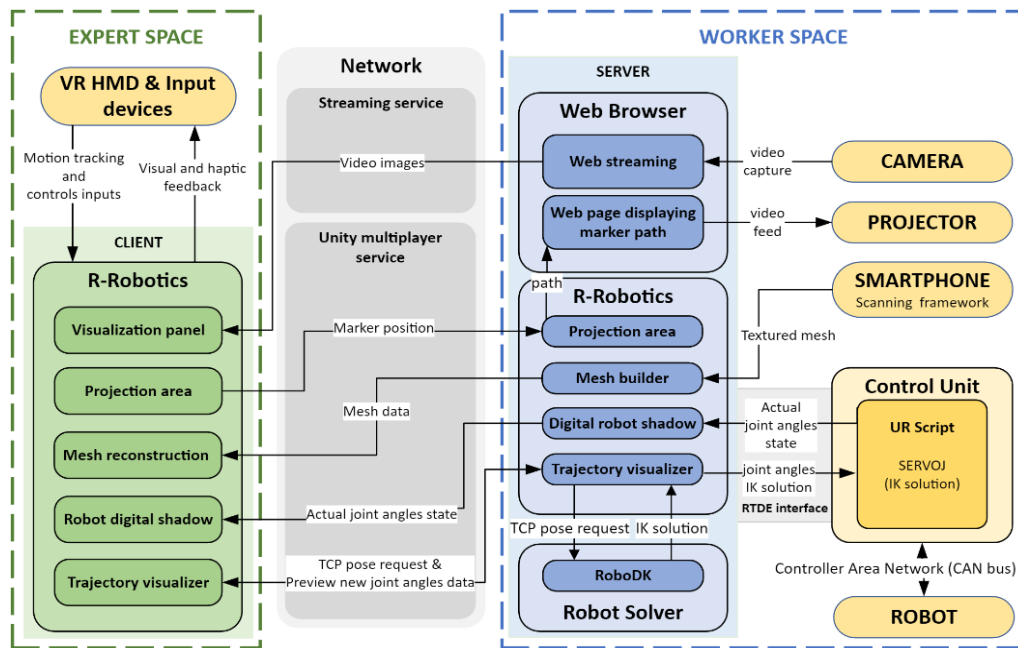 EXPERT SPACE
VR HMD & Input
devices
Motion tracking
and
controls inputs
Visual and haptic
feedback
CLIENT
R-Robotics
Visualization panel
Projection area
Mesh reconstruction
Robot digital shadow
Trajectory visualizer
Network
Streaming service
Video images
Unity multiplayer
service
Marker position
Mesh data
Actual joint angles state
TCP pose request &
Preview new joint angles data
WORKER SPACE
SERVER
Web Browser
Web streaming
Web page displaying
marker path
path
R-Robotics
Projection area
Mesh builder
Digital robot shadow
Trajectory visualizer
TCP pose request
IK solution
RoboDK
Robot Solver
video
capture
CAMERA
video
feed
PROJECTOR
SMARTPHONE
Scanning framework
Textured mesh
Actual
joint angles
state
joint angles
IK solution
RTDE interface
Control Unit
UR Script
SERVOJ
(IK solution)
Controller Area Network (CAN bus)
ROBOT